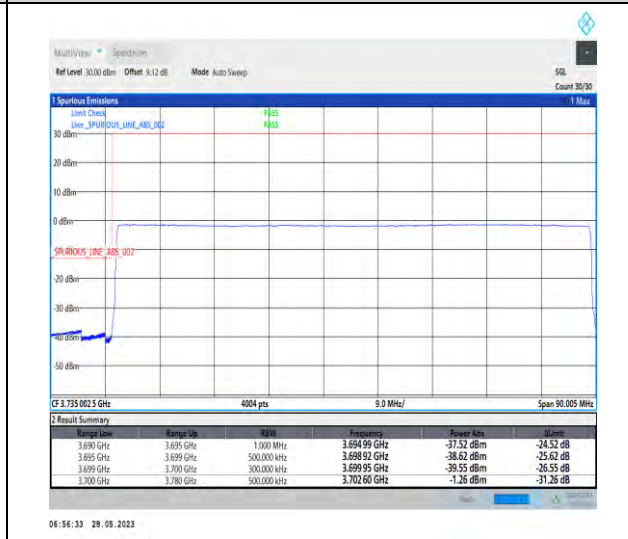 MultiView Spectrum
Ref Level 30.00 dBm Offset 9.12 dB Mode Auto Sweep SGL
Count 30/30
1 Spurious Emissions 1 Max
Limit Check PASS
Line _SPURIOUS_LINE_ABS_002 PASS
30 dBm
20 dBm
10 dBm
0 dBm
_SPURIOUS_LINE_ABS_002
-20 dBm
-30 dBm
-40 dBm
-50 dBm
CF 3.735 002 5 GHz 4004 pts 9.0 MHz/ Span 90.005 MHz
2 Result Summary
Range Low Range Up RBW Frequency Power Abs ΔLimit
3.690 GHz 3.695 GHz 1.000 MHz 3.694 99 GHz -37.52 dBm -24.52 dB
3.695 GHz 3.699 GHz 500.000 kHz 3.698 92 GHz -38.62 dBm -25.62 dB
3.699 GHz 3.700 GHz 300.000 kHz 3.699 95 GHz -39.55 dBm -26.55 dB
3.700 GHz 3.780 GHz 500.000 kHz 3.702 60 GHz -1.26 dBm -31.26 dB
06:56:33 28.05.2023